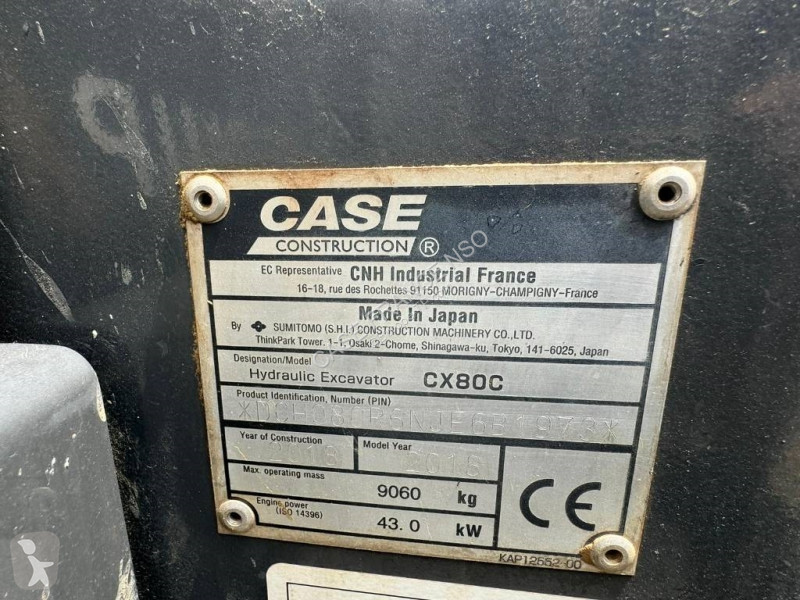 CASE
CONSTRUCTION ®
EC Representative CNH Industrial France
16-18, rue des Rochettes 91150 MORIGNY-CHAMPIGNY-France
Made In Japan
By SUMITOMO (S.H.I.) CONSTRUCTION MACHINERY CO.,LTD.
ThinkPark Tower. 1-1. Osaki 2-Chome, Shinagawa-ku, Tokyo, 141-6025, Japan
Designation/Model
Hydraulic Excavator CX80C
Product Identification, Number (PIN)
Year of Construction Model Year
2015
Max. operating mass
9060 kg
Engine power
(ISO 14396) 43.0 kW
CE
KAP12552-00